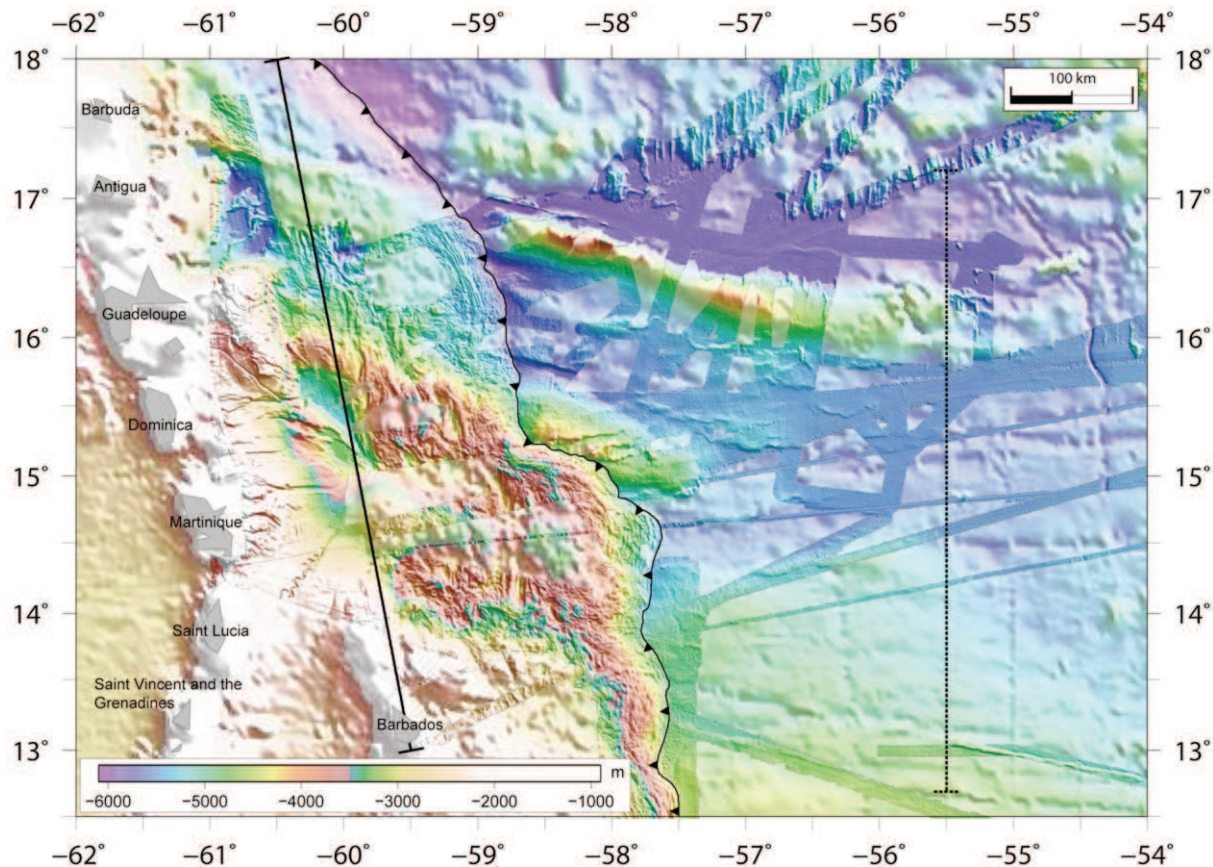 −62° −61° −60° −59° −58° −57° −56° −55° −54°
18° 18°
100 km
Barbuda
17° 17°
Antigua
Guadeloupe
16° 16°
Dominica
15° 15°
Martinique
14° 14°
Saint Lucia
Saint Vincent and the
Grenadines
Barbados
13° 13°
m
−6000 −5000 −4000 −3000 −2000 −1000
−62° −61° −60° −59° −58° −57° −56° −55° −54°